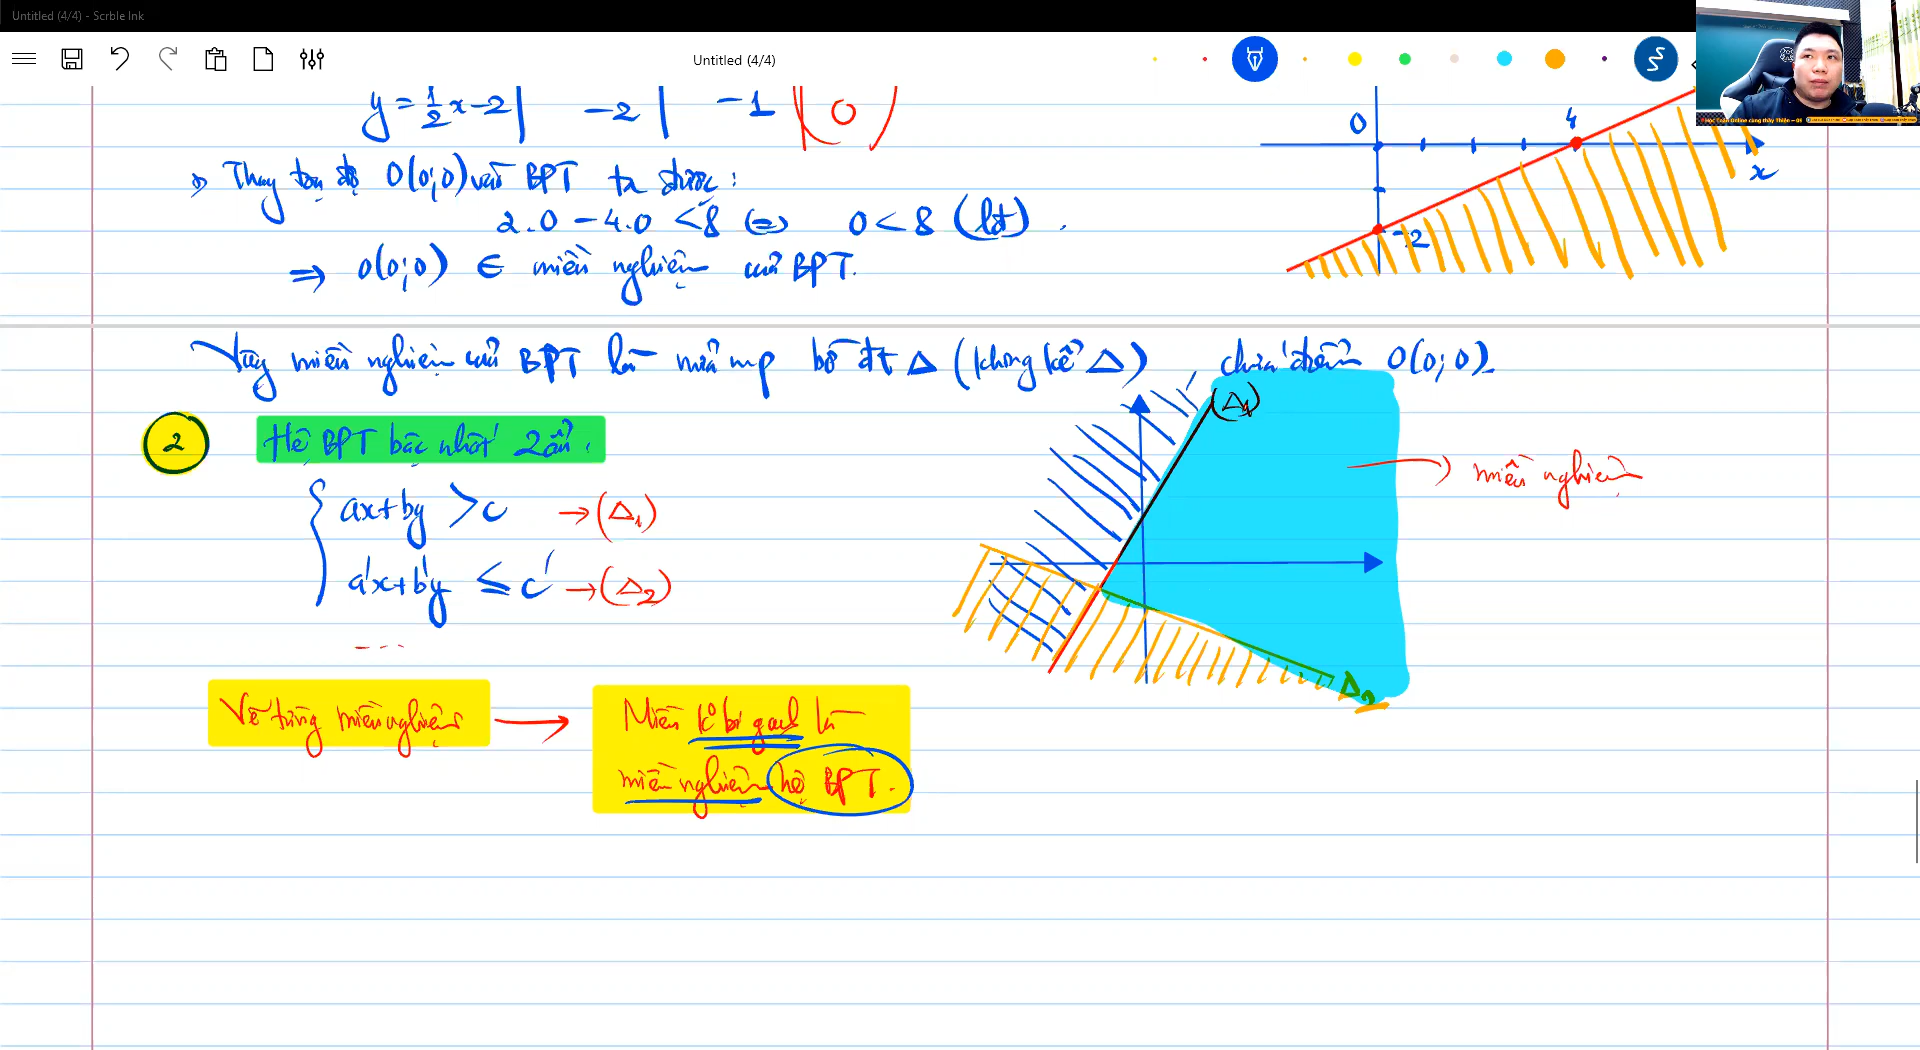 Untitled (4/4) - Scrble Ink
Untitled (4/4)
y = 1/2 x - 2 | -2 | -1 | (0)
→ Thay tọa độ O(0;0) vào BPT ta được:
2.0 - 4.0 < 8 ⇔ 0 < 8 (lđ).
⇒ O(0;0) ∈ miền nghiệm của BPT.
O
4
x
-2
Vậy miền nghiệm của BPT là nửa mp bờ đt Δ (không kể Δ), chứa điểm O(0;0).
2
Hệ BPT bậc nhất 2 ẩn.
ax + by > c → (Δ1)
a'x + b'y ≤ c' → (Δ2)
...
(Δ1)
miền nghiệm
Δ2
Vẽ từng miền nghiệm →
Miền k° bị gạch là
miền nghiệm hệ BPT.